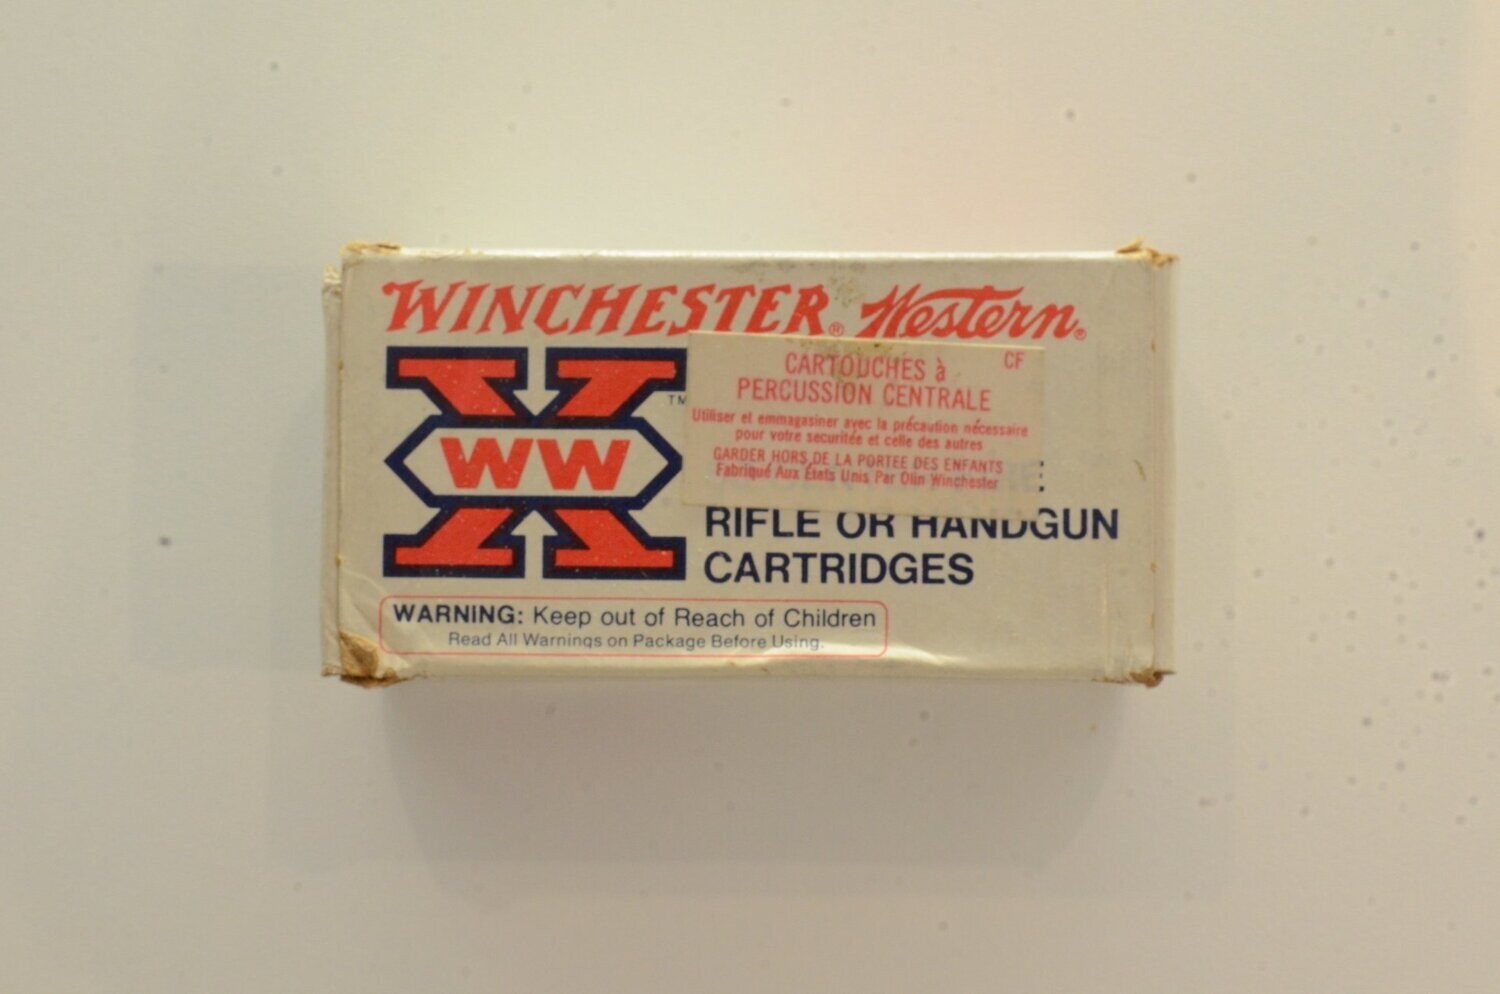 WINCHESTER® Western®
TM
WW
CARTOUCHES à CF
PERCUSSION CENTRALE
Utiliser et emmagasiner avec la précaution nécessaire
pour votre securitée et celle des autres
GARDER HORS DE LA PORTEE DES ENFANTS
Fabriqué Aux États Unis Par Olin Winchester
RIFLE OR HANDGUN
CARTRIDGES
WARNING: Keep out of Reach of Children
Read All Warnings on Package Before Using.